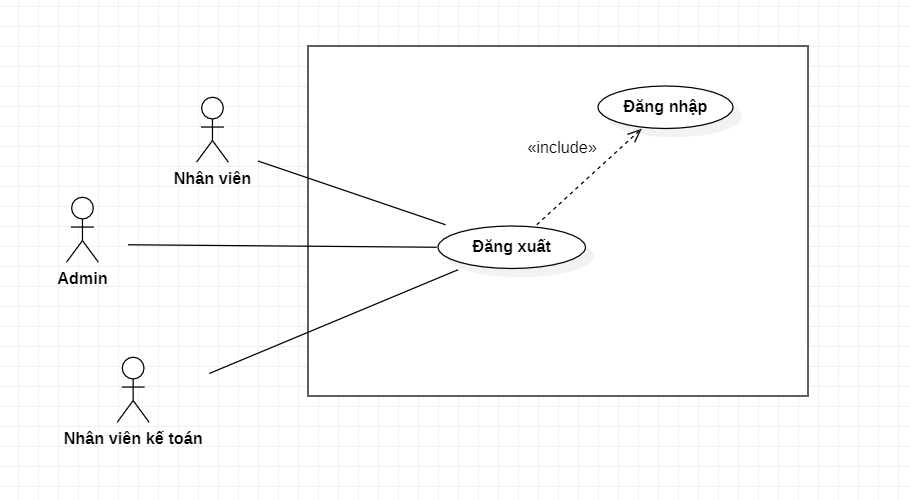 Đăng nhập
«include»
Nhân viên
Đăng xuất
Admin
Nhân viên kế toán